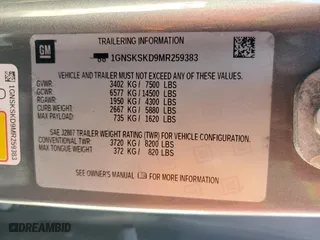 GM
TRAILERING INFORMATION
1GNSKSKD9MR259383
VEHICLE AND TRAILER MUST NOT EXCEED ANY OF THESE
GVWR: 3402 KG / 7500 LBS
GCWR: 6577 KG / 14500 LBS
RGAWR: 1950 KG / 4300 LBS
CURB WEIGHT: 2667 KG / 5880 LBS
MAX PAYLOAD: 735 KG / 1620 LBS
SAE J2807 TRAILER WEIGHT RATING (TWR) FOR VEHICLE CONFIGURATION.
CONVENTIONAL TWR: 3720 KG / 8200 LBS
MAX TONGUE WEIGHT: 372 KG / 820 LBS
SEE OWNER'S MANUAL FOR ADDITIONAL INFORMATION
1GNSKSKD9MR259383
DREAMBID